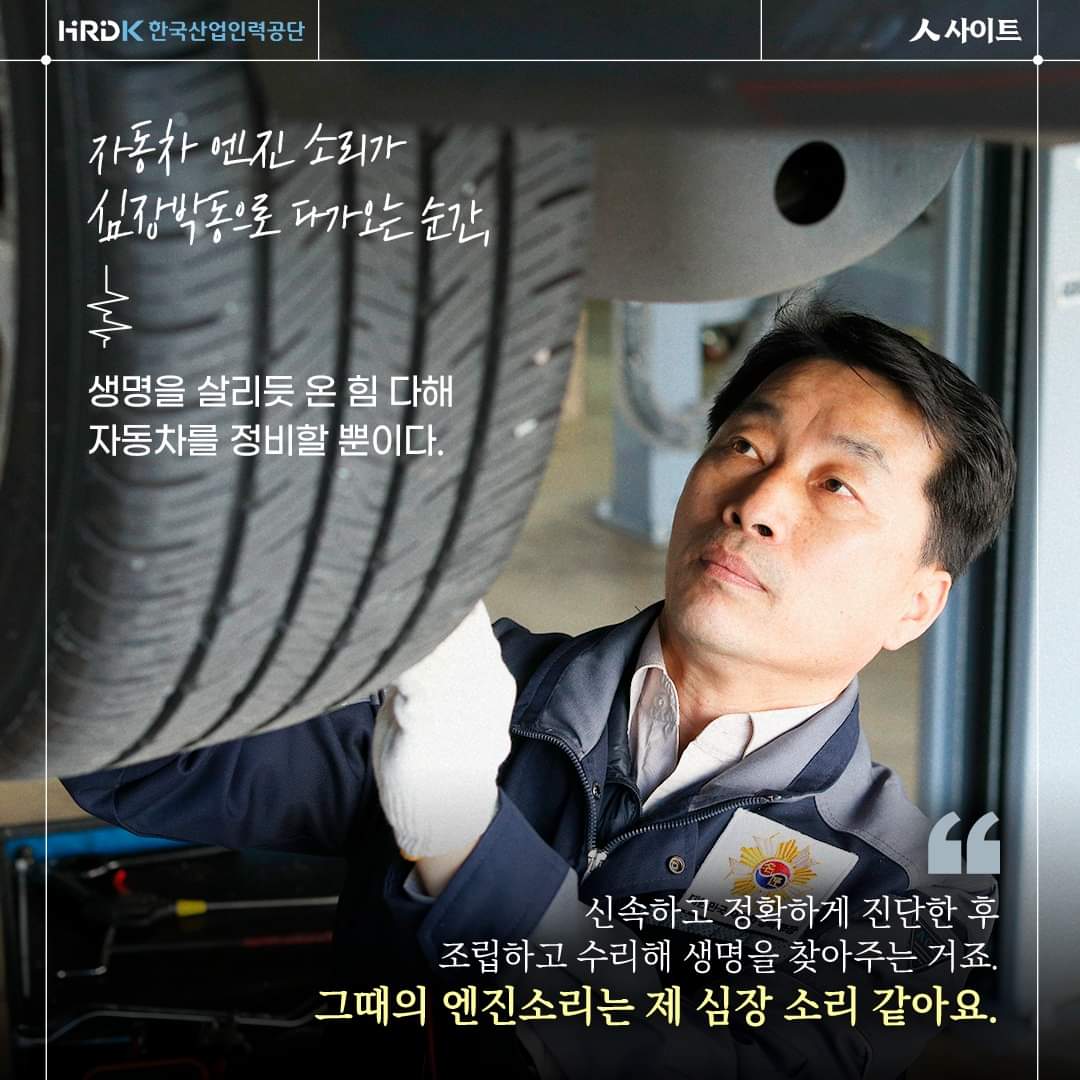 HRDK 한국산업인력공단
人 사이트
자동차 엔진 소리가
심장박동으로 다가오는 순간,
생명을 살리듯 온 힘 다해
자동차를 정비할 뿐이다.
신속하고 정확하게 진단한 후
조립하고 수리해 생명을 찾아주는 거죠.
그때의 엔진소리는 제 심장 소리 같아요.